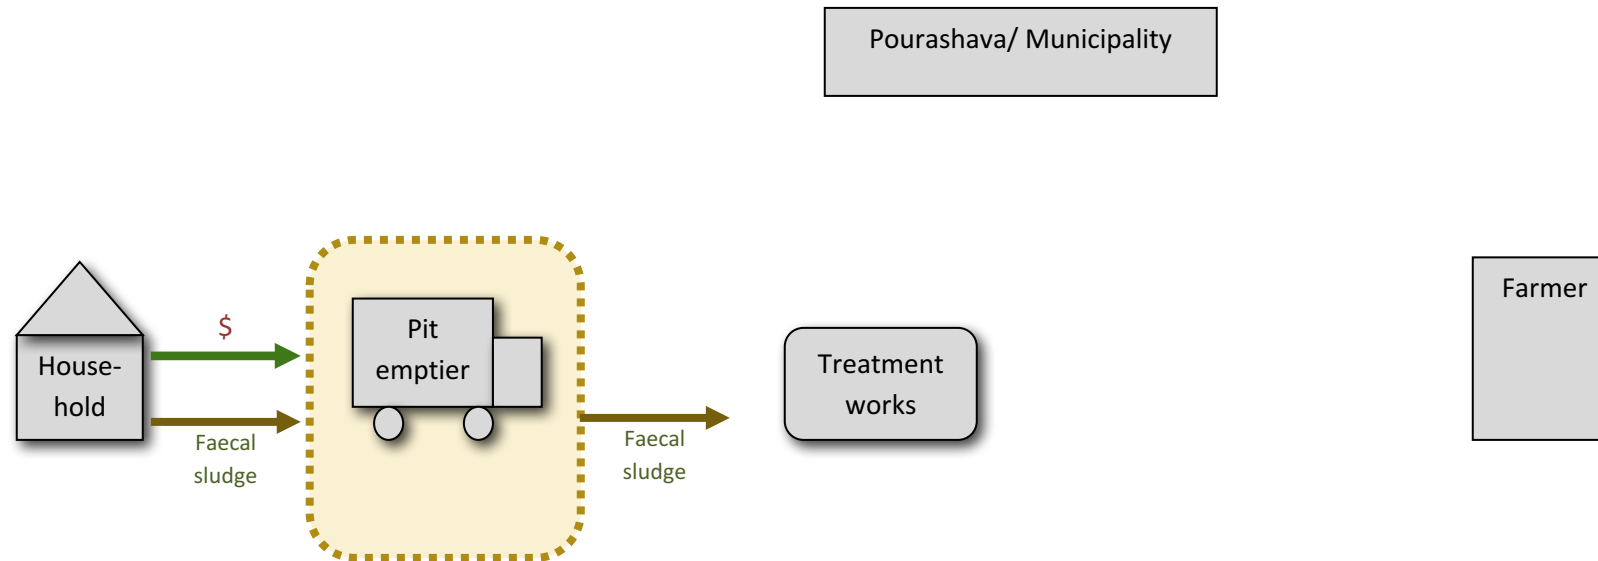 Pourashava/ Municipality
$
House-
hold
Faecal
sludge
Pit
emptier
Faecal
sludge
Treatment
works
Farmer